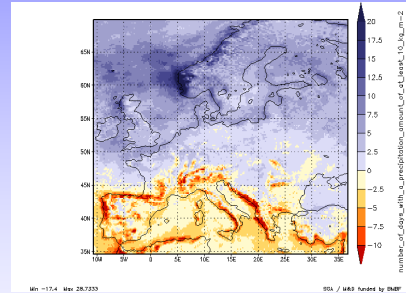 65N
60N
55N
50N
45N
40N
35N
10W
5W
0
5E
10E
15E
20E
25E
30E
35E
20
17.5
15
12.5
10
7.5
5
2.5
0
-2.5
-5
-7.5
-10
number_of_days_with_a_precipitation_amount_of_at_least_10_kg_m-2
Min -17.4 Max 28.7333
SGA / M&D funded by BMBF